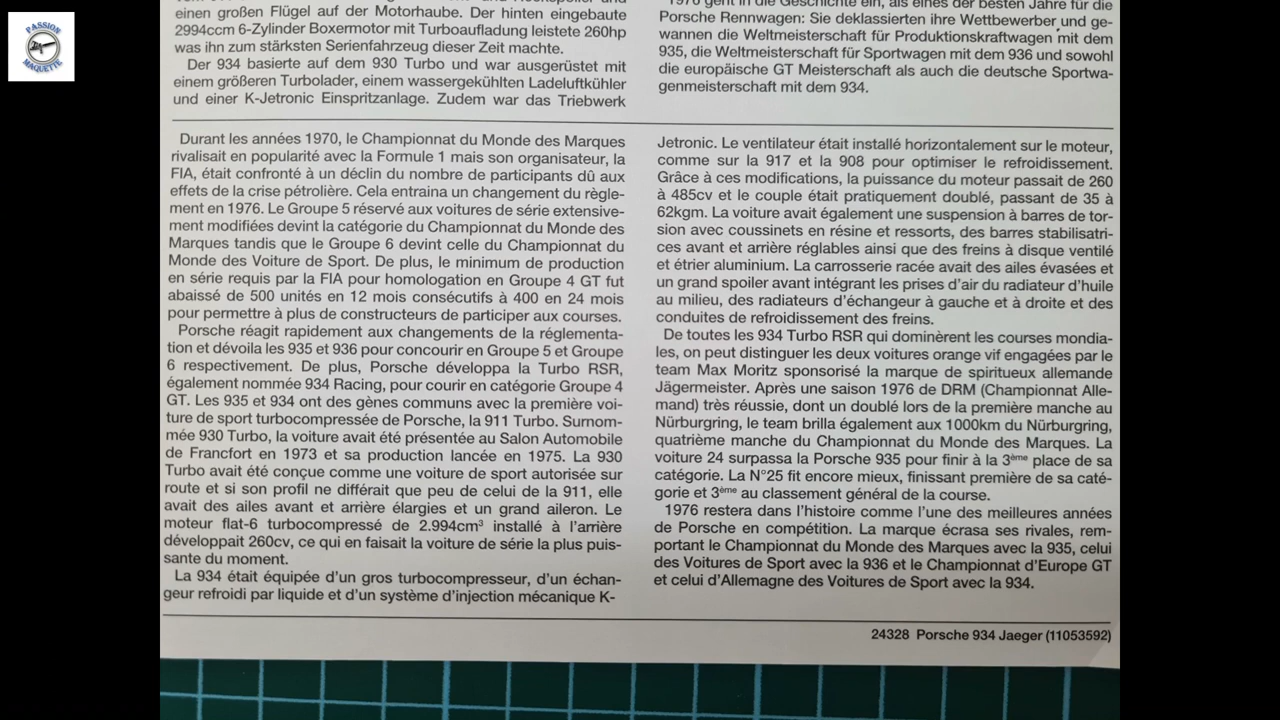 PASSION
MAQUETTE
einen großen Flügel auf der Motorhaube. Der hinten eingebaute
2994ccm 6-Zylinder Boxermotor mit Turboaufladung leistete 260hp
was ihn zum stärksten Serienfahrzeug dieser Zeit machte.
Der 934 basierte auf dem 930 Turbo und war ausgerüstet mit
einem größeren Turbolader, einem wassergekühlten Ladeluftkühler
und einer K-Jetronic Einspritzanlage. Zudem war das Triebwerk
1976 geht in die Geschichte ein, als eines der besten Jahre für die
Porsche Rennwagen: Sie deklassierten ihre Wettbewerber und ge-
wannen die Weltmeisterschaft für Produktionskraftwagen mit dem
935, die Weltmeisterschaft für Sportwagen mit dem 936 und sowohl
die europäische GT Meisterschaft als auch die deutsche Sportwa-
genmeisterschaft mit dem 934.
Durant les années 1970, le Championnat du Monde des Marques
rivalisait en popularité avec la Formule 1 mais son organisateur, la
FIA, était confronté à un déclin du nombre de participants dû aux
effets de la crise pétrolière. Cela entraina un changement du règle-
ment en 1976. Le Groupe 5 réservé aux voitures de série extensive-
ment modifiées devint la catégorie du Championnat du Monde des
Marques tandis que le Groupe 6 devint celle du Championnat du
Monde des Voiture de Sport. De plus, le minimum de production
en série requis par la FIA pour homologation en Groupe 4 GT fut
abaissé de 500 unités en 12 mois consécutifs à 400 en 24 mois
pour permettre à plus de constructeurs de participer aux courses.
Porsche réagit rapidement aux changements de la réglementa-
tion et dévoila les 935 et 936 pour concourir en Groupe 5 et Groupe
6 respectivement. De plus, Porsche développa la Turbo RSR,
également nommée 934 Racing, pour courir en catégorie Groupe 4
GT. Les 935 et 934 ont des gènes communs avec la première voi-
ture de sport turbocompressée de Porsche, la 911 Turbo. Surnom-
mée 930 Turbo, la voiture avait été présentée au Salon Automobile
de Francfort en 1973 et sa production lancée en 1975. La 930
Turbo avait été conçue comme une voiture de sport autorisée sur
route et si son profil ne différait que peu de celui de la 911, elle
avait des ailes avant et arrière élargies et un grand aileron. Le
moteur flat-6 turbocompressé de 2.994cm³ installé à l'arrière
développait 260cv, ce qui en faisait la voiture de série la plus puis-
sante du moment.
La 934 était équipée d'un gros turbocompresseur, d'un échan-
geur refroidi par liquide et d'un système d'injection mécanique K-
Jetronic. Le ventilateur était installé horizontalement sur le moteur,
comme sur la 917 et la 908 pour optimiser le refroidissement.
Grâce à ces modifications, la puissance du moteur passait de 260
à 485cv et le couple était pratiquement doublé, passant de 35 à
62kgm. La voiture avait également une suspension à barres de tor-
sion avec coussinets en résine et ressorts, des barres stabilisatri-
ces avant et arrière réglables ainsi que des freins à disque ventilé
et étrier aluminium. La carrosserie racée avait des ailes évasées et
un grand spoiler avant intégrant les prises d'air du radiateur d'huile
au milieu, des radiateurs d'échangeur à gauche et à droite et des
conduites de refroidissement des freins.
De toutes les 934 Turbo RSR qui dominèrent les courses mondia-
les, on peut distinguer les deux voitures orange vif engagées par le
team Max Moritz sponsorisé la marque de spiritueux allemande
Jägermeister. Après une saison 1976 de DRM (Championnat Alle-
mand) très réussie, dont un doublé lors de la première manche au
Nürburgring, le team brilla également aux 1000km du Nürburgring,
quatrième manche du Championnat du Monde des Marques. La
voiture 24 surpassa la Porsche 935 pour finir à la 3ème place de sa
catégorie. La N°25 fit encore mieux, finissant première de sa caté-
gorie et 3ème au classement général de la course.
1976 restera dans l'histoire comme l'une des meilleures années
de Porsche en compétition. La marque écrasa ses rivales, rem-
portant le Championnat du Monde des Marques avec la 935, celui
des Voitures de Sport avec la 936 et le Championnat d'Europe GT
et celui d'Allemagne des Voitures de Sport avec la 934.
24328 Porsche 934 Jaeger (11053592)